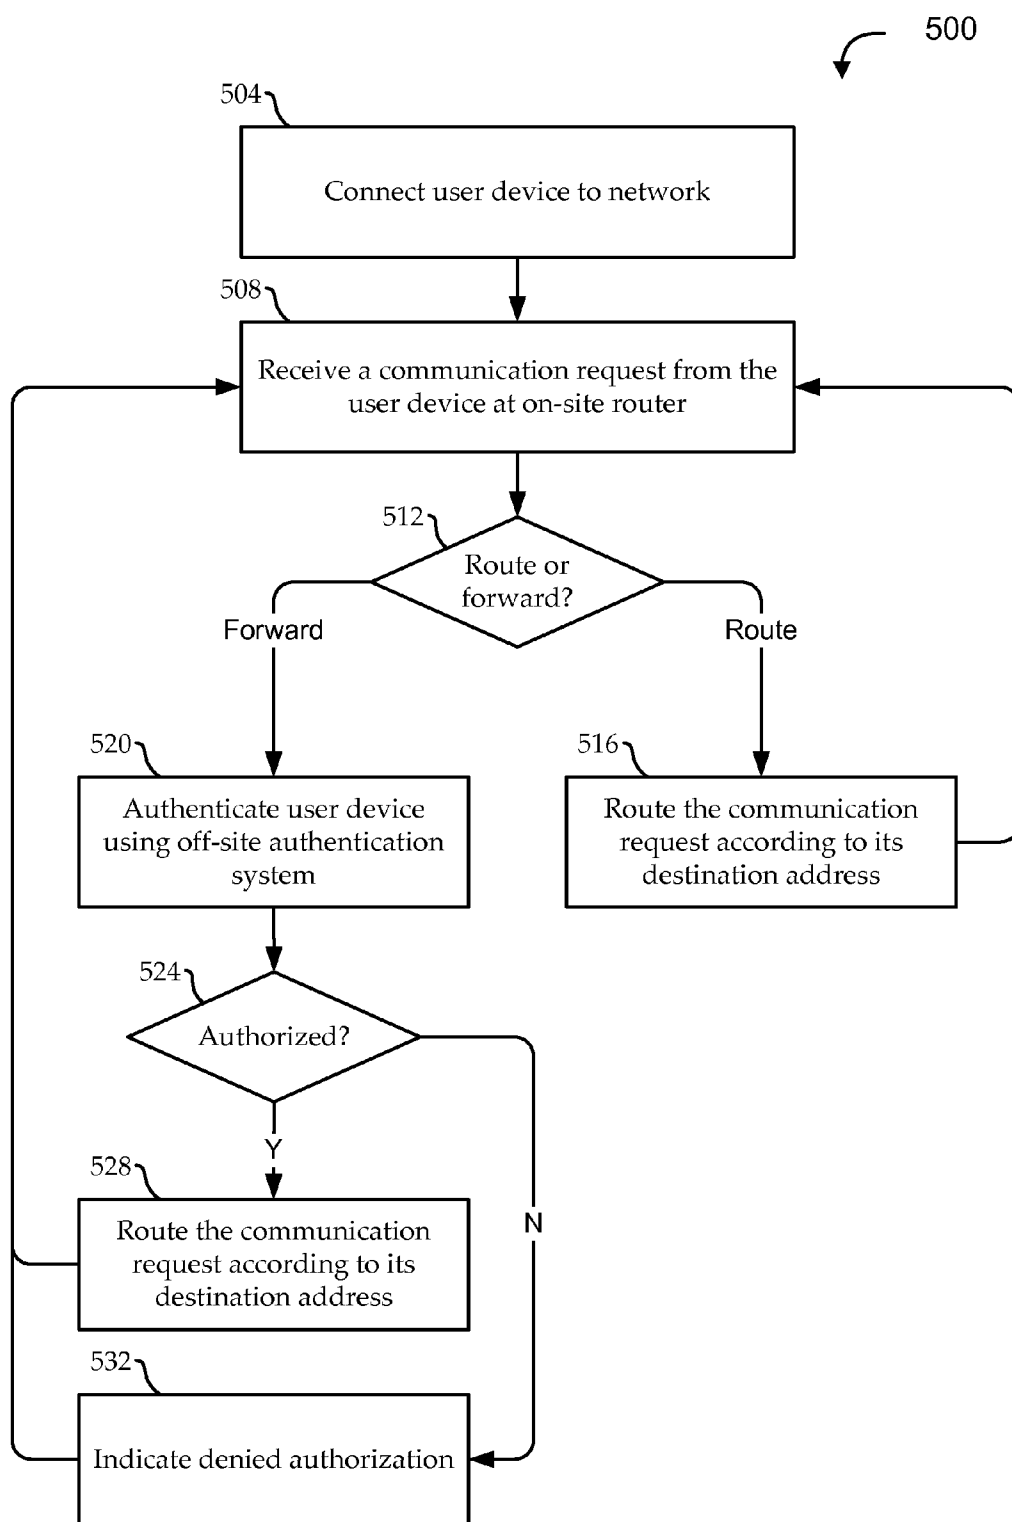 500
504
Connect user device to network
508
Receive a communication request from the
user device at on-site router
512
Route or
forward?
Forward
Route
520
Authenticate user device
using off-site authentication
system
516
Route the communication
request according to its
destination address
524
Authorized?
Y
N
528
Route the communication
request according to its
destination address
532
Indicate denied authorization